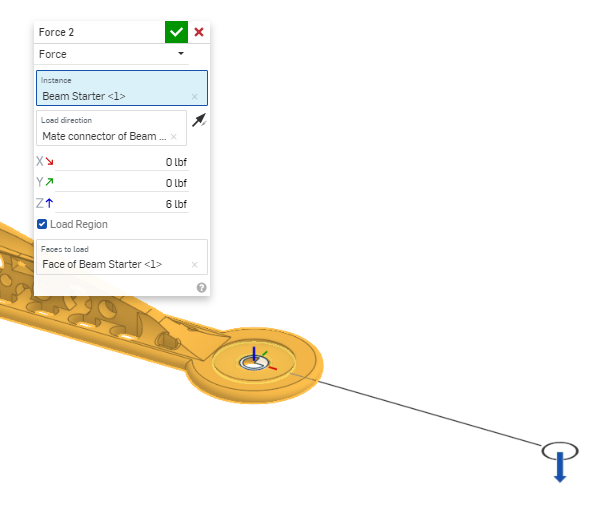 Force 2
Force
Instance
Beam Starter <1>
Load direction
Mate connector of Beam ...
X 0 lbf
Y 0 lbf
Z 6 lbf
Load Region
Faces to load
Face of Beam Starter <1>